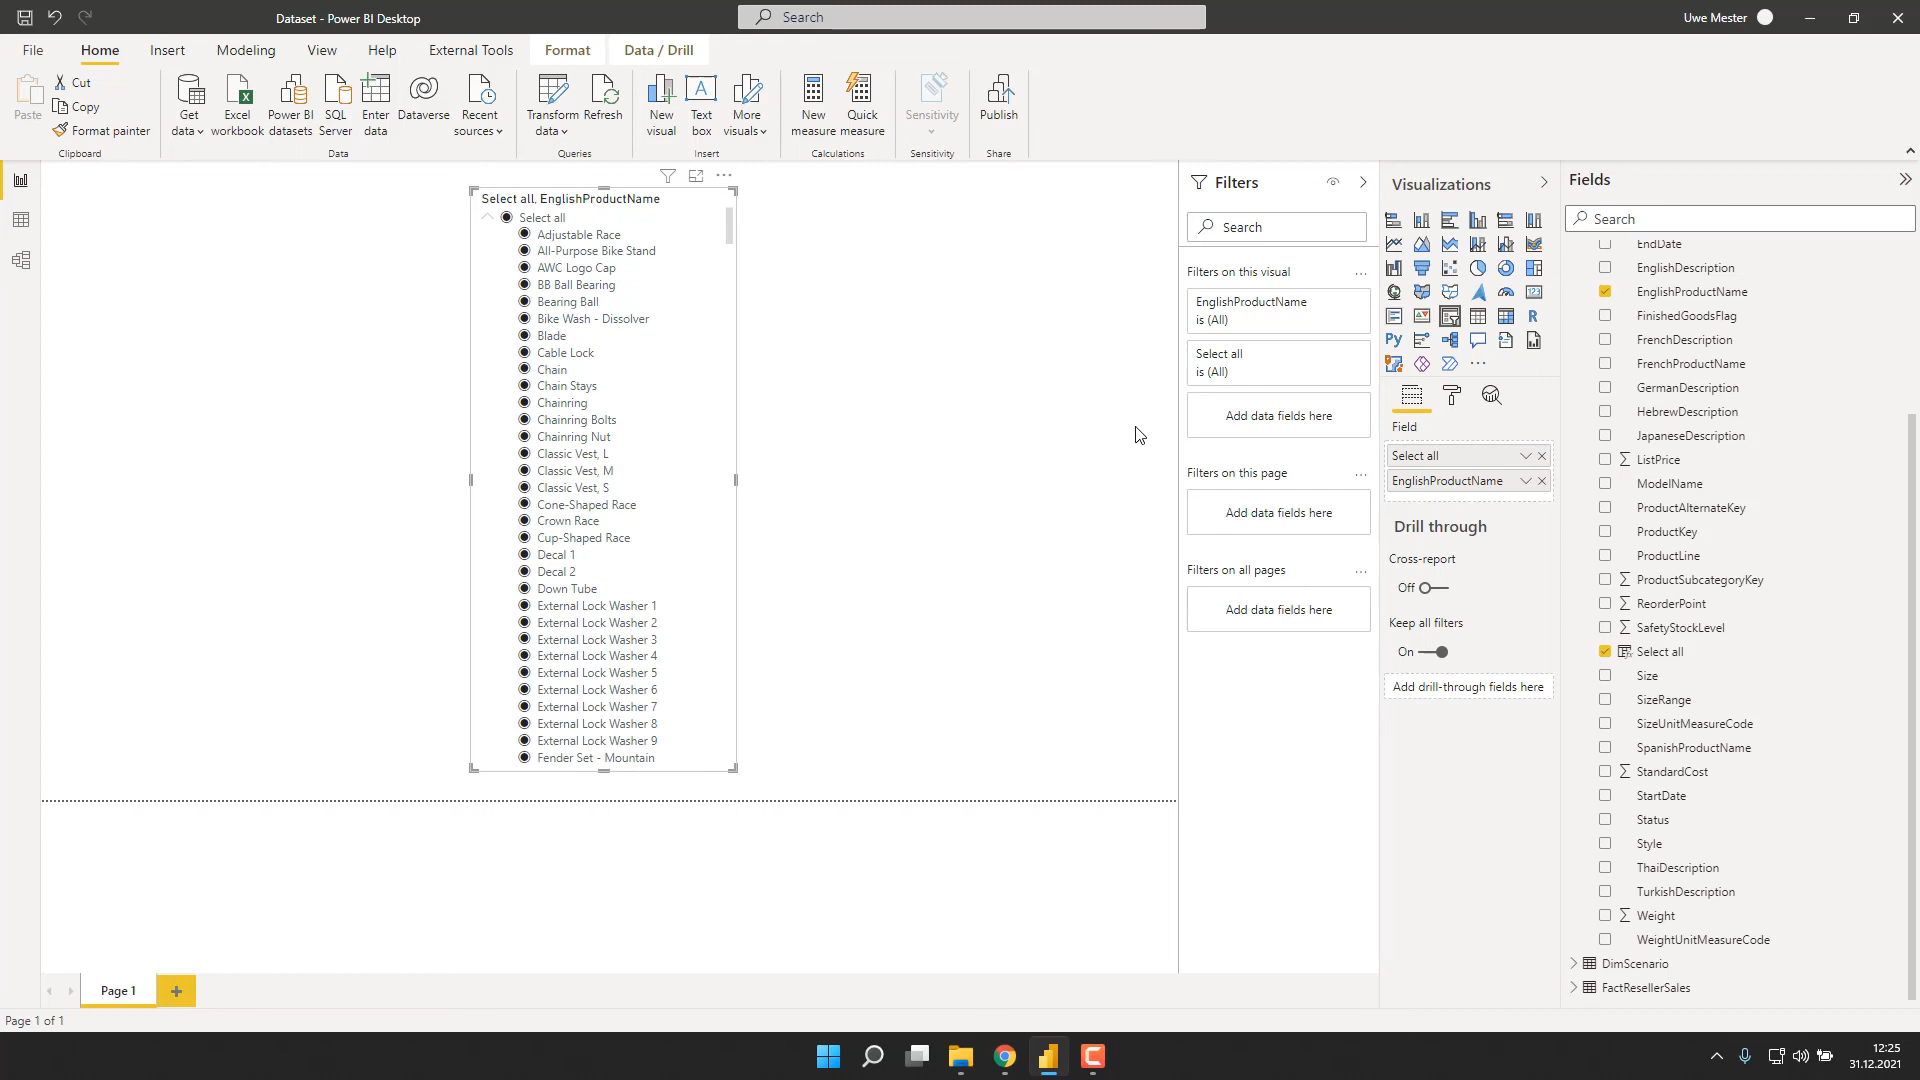 Dataset - Power BI Desktop
Search
Uwe Mester
File
Home
Insert
Modeling
View
Help
External Tools
Format
Data / Drill
Paste
Cut
Copy
Format painter
Clipboard
Get data
Excel workbook
Power BI datasets
SQL Server
Enter data
Dataverse
Recent sources
Data
Transform data
Refresh
Queries
New visual
A
Text box
More visuals
Insert
New measure
Quick measure
Calculations
Sensitivity
Sensitivity
Publish
Share
Select all, EnglishProductName
Select all
Adjustable Race
All-Purpose Bike Stand
AWC Logo Cap
BB Ball Bearing
Bearing Ball
Bike Wash - Dissolver
Blade
Cable Lock
Chain
Chain Stays
Chainring
Chainring Bolts
Chainring Nut
Classic Vest, L
Classic Vest, M
Classic Vest, S
Cone-Shaped Race
Crown Race
Cup-Shaped Race
Decal 1
Decal 2
Down Tube
External Lock Washer 1
External Lock Washer 2
External Lock Washer 3
External Lock Washer 4
External Lock Washer 5
External Lock Washer 6
External Lock Washer 7
External Lock Washer 8
External Lock Washer 9
Fender Set - Mountain
Filters
Search
Filters on this visual
EnglishProductName
is (All)
Select all
is (All)
Add data fields here
Filters on this page
Add data fields here
Filters on all pages
Add data fields here
Visualizations
123
R
Py
Field
Select all
EnglishProductName
Drill through
Cross-report
Off
Keep all filters
On
Add drill-through fields here
Fields
Search
EndDate
EnglishDescription
EnglishProductName
FinishedGoodsFlag
FrenchDescription
FrenchProductName
GermanDescription
HebrewDescription
JapaneseDescription
∑ ListPrice
ModelName
ProductAlternateKey
ProductKey
ProductLine
∑ ProductSubcategoryKey
∑ ReorderPoint
∑ SafetyStockLevel
Select all
Size
SizeRange
SizeUnitMeasureCode
SpanishProductName
∑ StandardCost
StartDate
Status
Style
ThaiDescription
TurkishDescription
∑ Weight
WeightUnitMeasureCode
DimScenario
FactResellerSales
Page 1
Page 1 of 1
12:25
31.12.2021